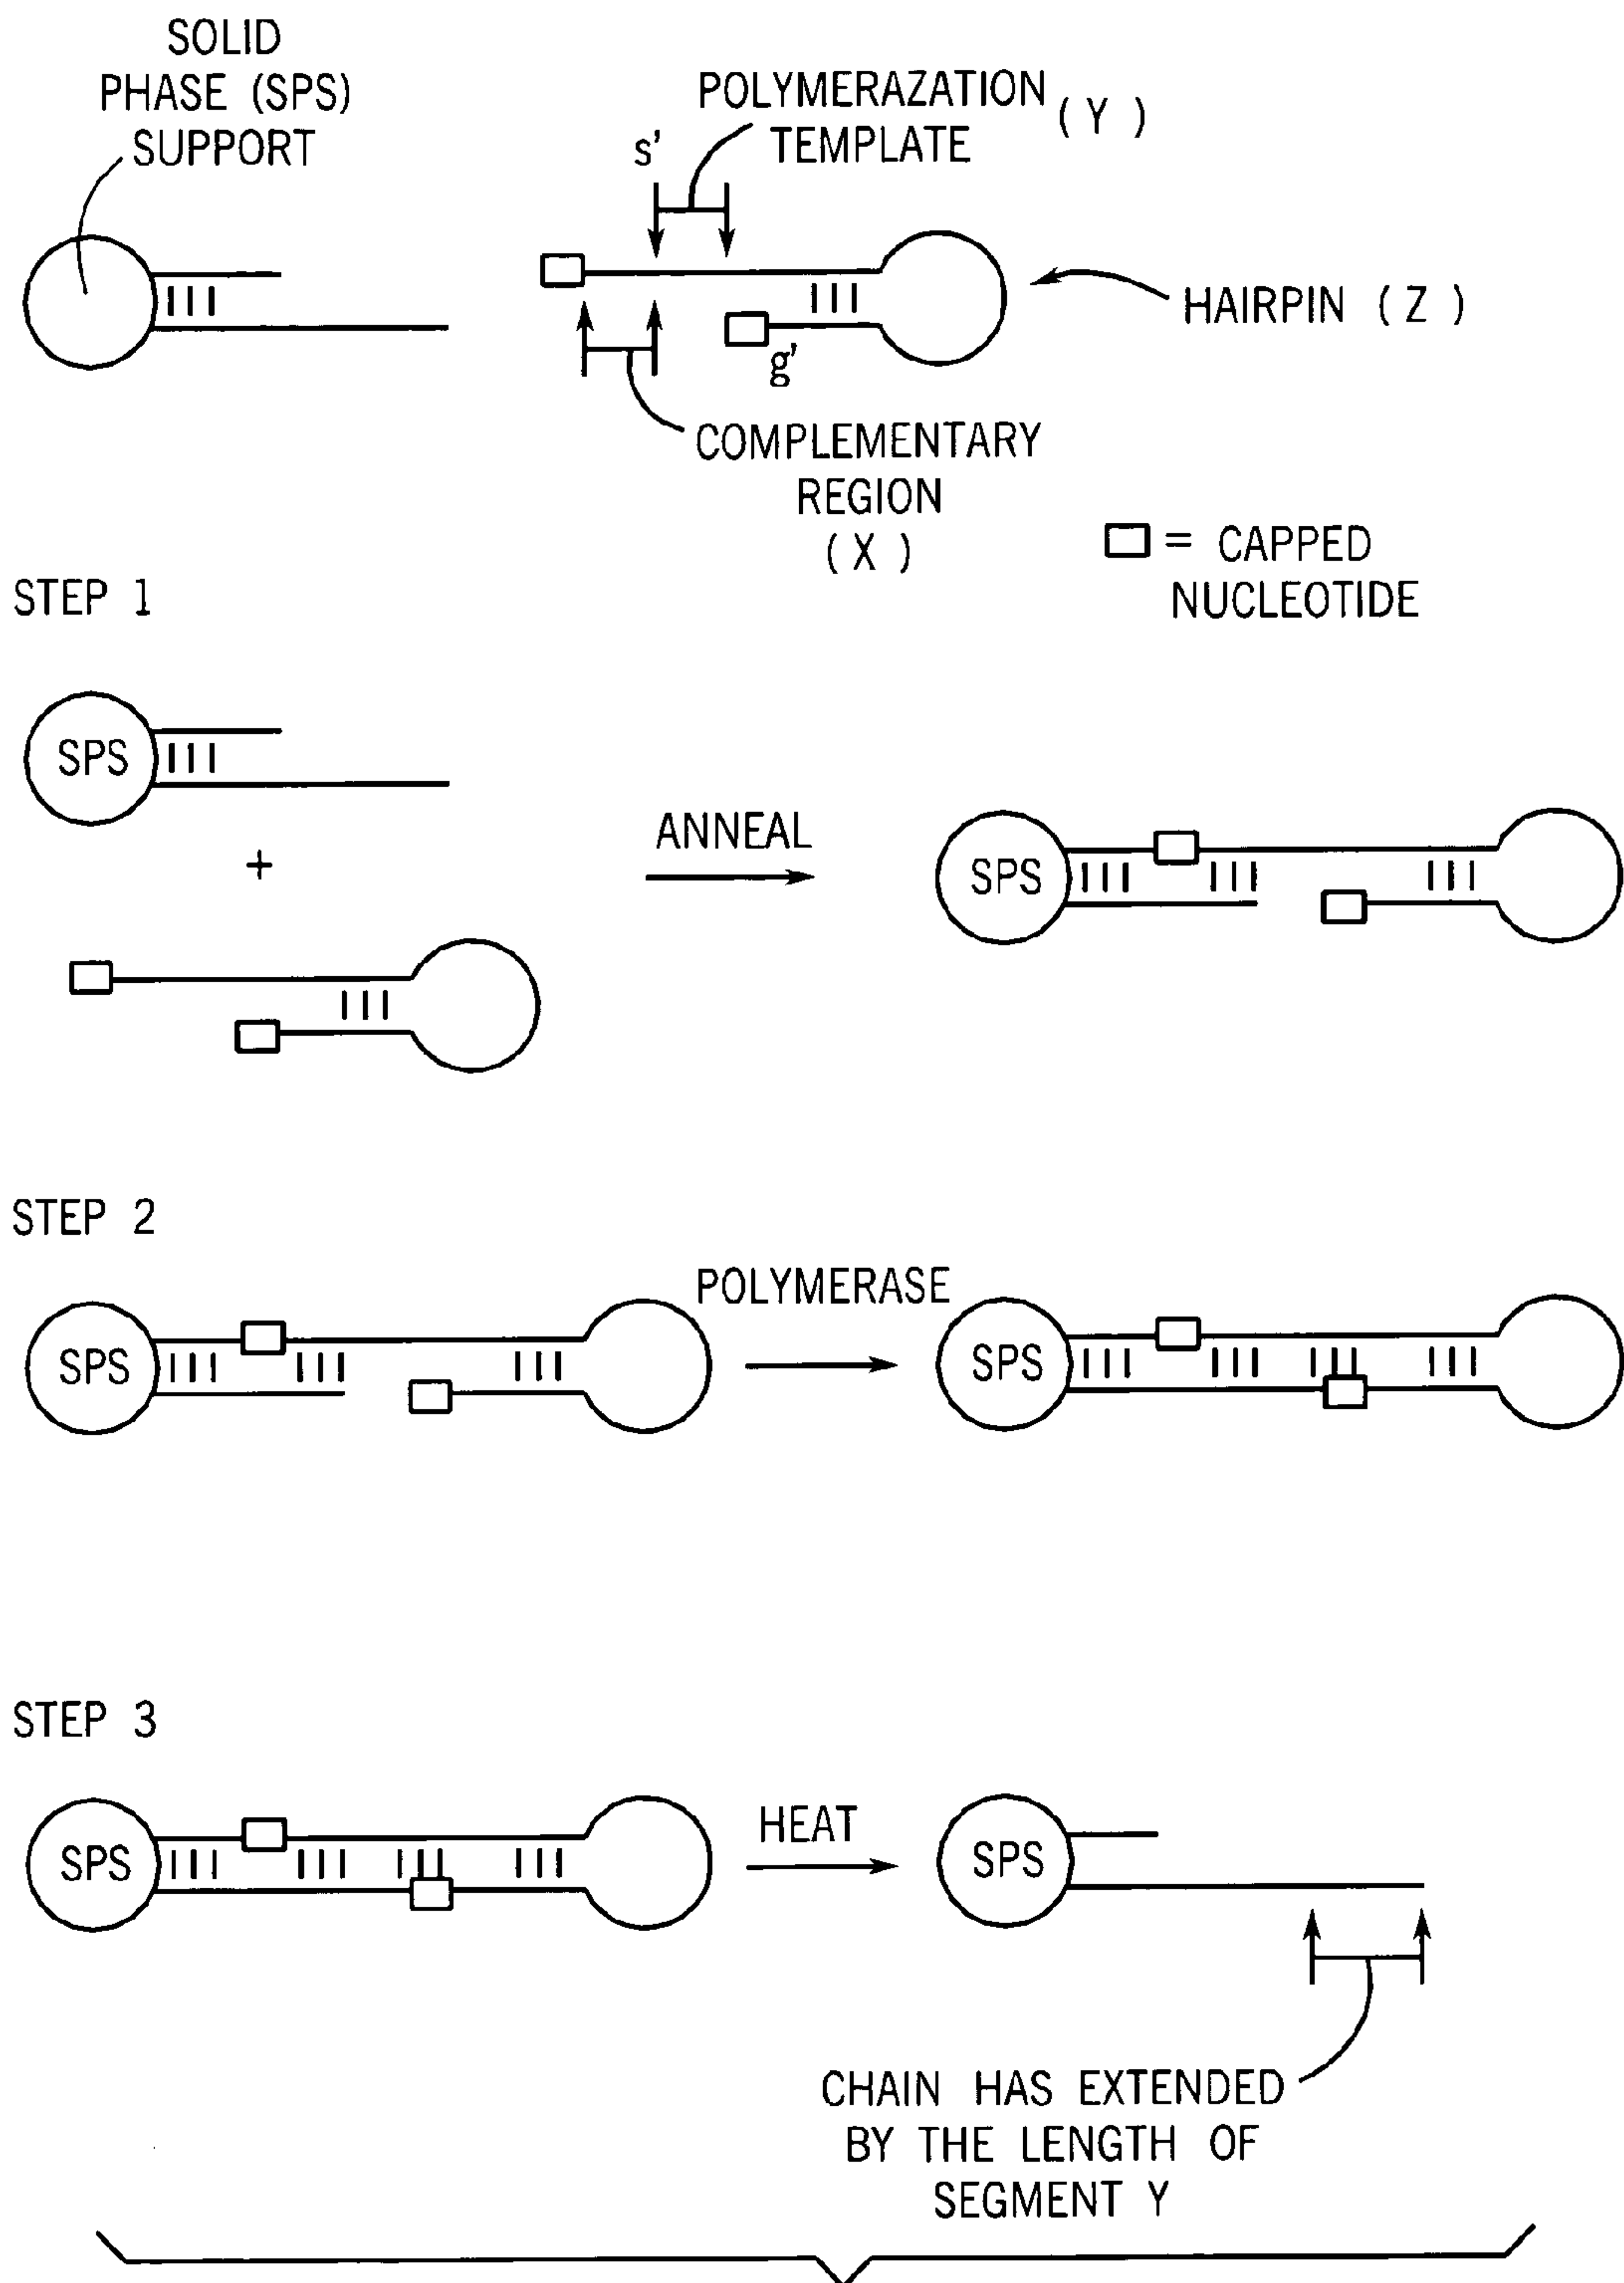 SOLID
PHASE (SPS)
SUPPORT
POLYMERAZATION
TEMPLATE
( Y )
s'
HAIRPIN ( Z )
g'
COMPLEMENTARY
REGION
( X )
= CAPPED
NUCLEOTIDE
STEP 1
SPS
+
ANNEAL
SPS
STEP 2
SPS
POLYMERASE
SPS
STEP 3
SPS
HEAT
SPS
CHAIN HAS EXTENDED
BY THE LENGTH OF
SEGMENT Y